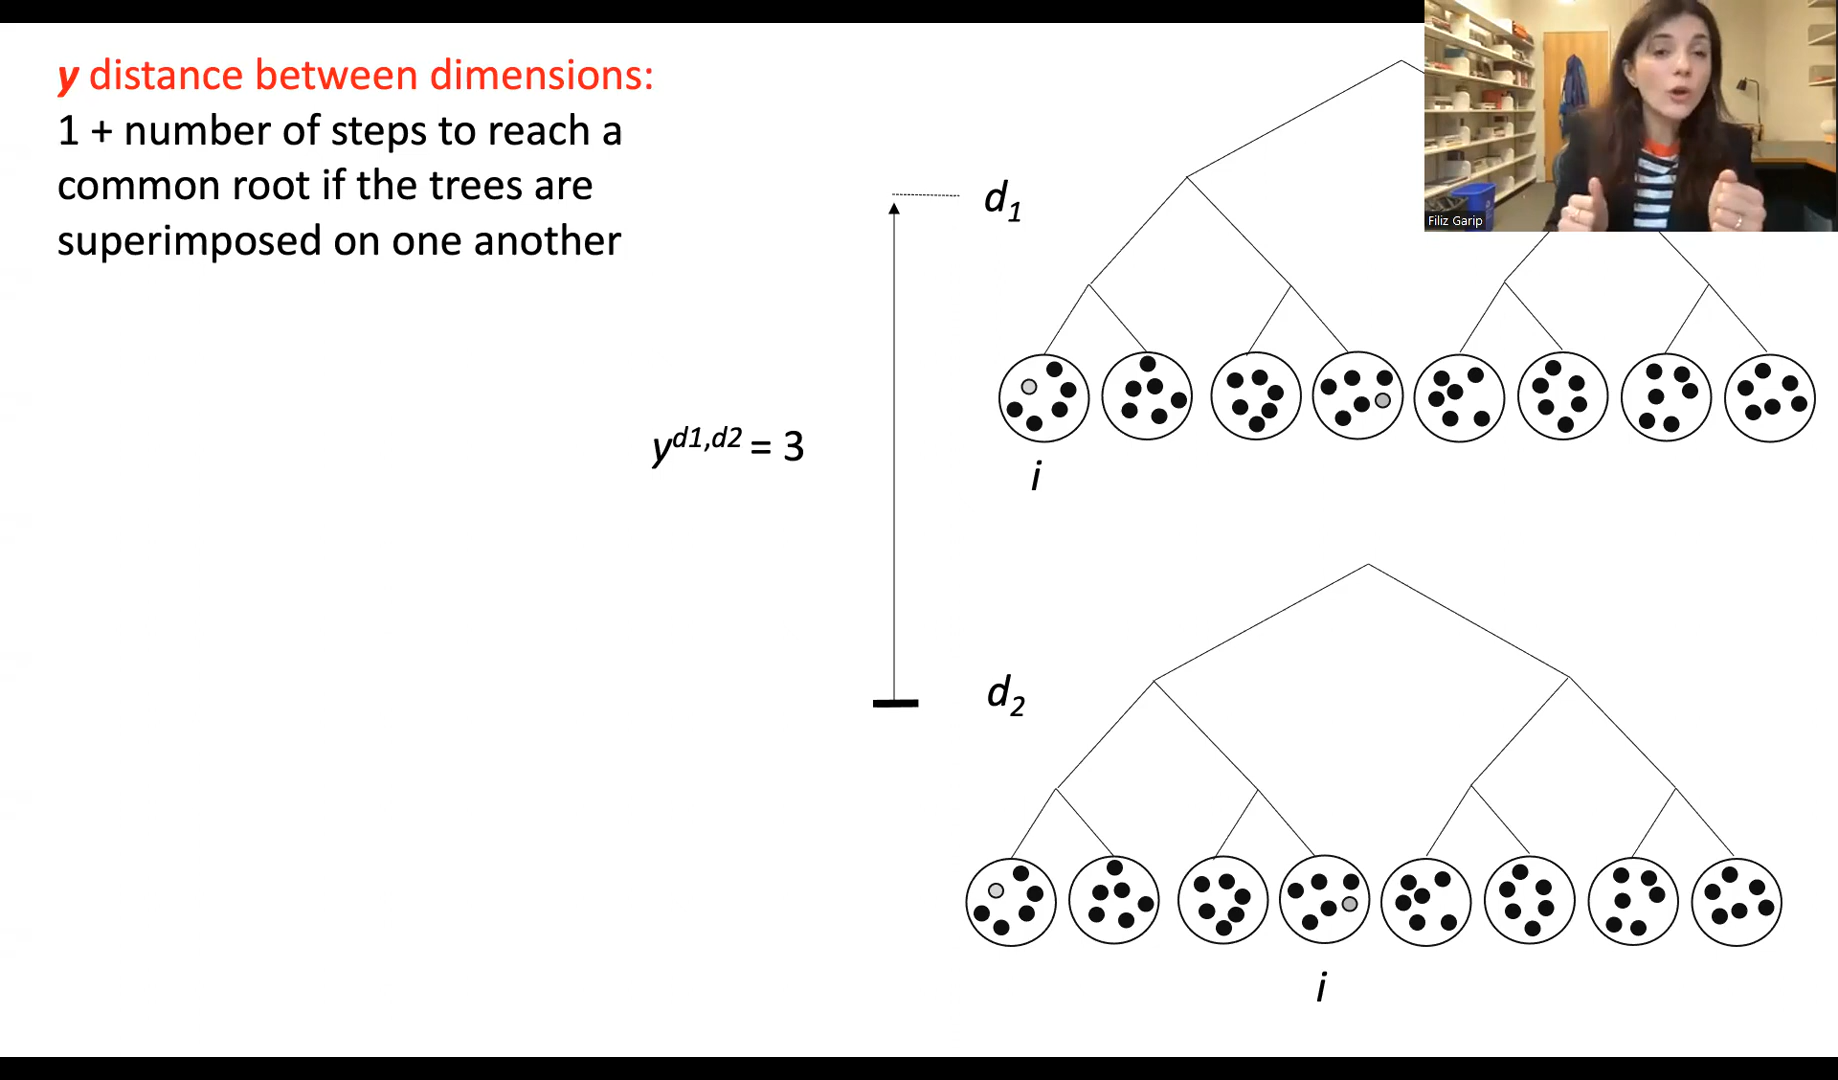 y distance between dimensions:
1 + number of steps to reach a
common root if the trees are
superimposed on one another
d1
Filiz Garip
y^d1,d2 = 3
i
d2
i